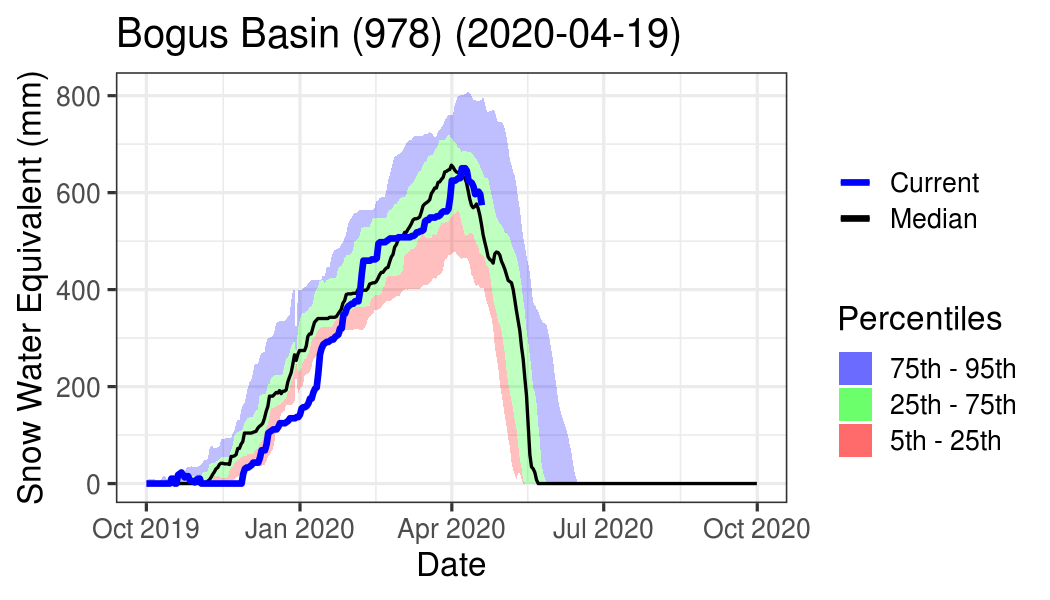 Bogus Basin (978) (2020-04-19)
Snow Water Equivalent (mm)
800
600
400
200
0
Oct 2019 Jan 2020 Apr 2020 Jul 2020 Oct 2020
Date
Current
Median
Percentiles
75th - 95th
25th - 75th
5th - 25th